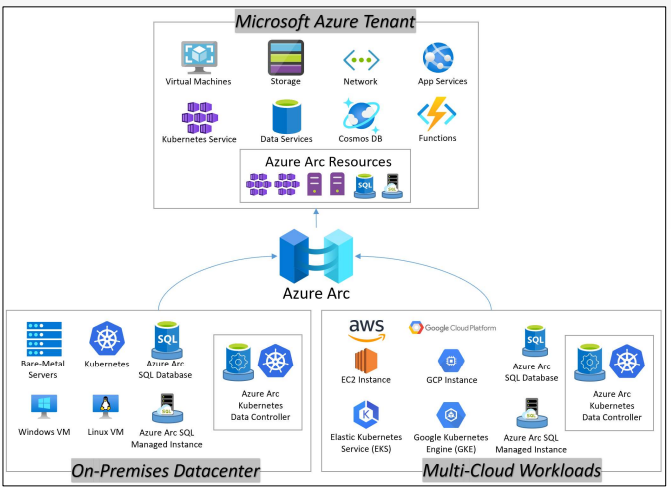 Microsoft Azure Tenant
Virtual Machines
Storage
Network
App Services
Kubernetes Service
Data Services
Cosmos DB
Functions
Azure Arc Resources
SQL
SQL
Azure Arc
Bare-Metal
Servers
Kubernetes
SQL
Azure Arc
SQL Database
Windows VM
Linux VM
SQL
Azure Arc SQL
Managed Instance
Azure Arc
Kubernetes
Data Controller
On-Premises Datacenter
aws
Google Cloud Platform
EC2 Instance
GCP Instance
SQL
Azure Arc
SQL Database
Elastic Kubernetes
Service (EKS)
Google Kubernetes
Engine (GKE)
SQL
Azure Arc SQL
Managed Instance
Azure Arc
Kubernetes
Data Controller
Multi-Cloud Workloads